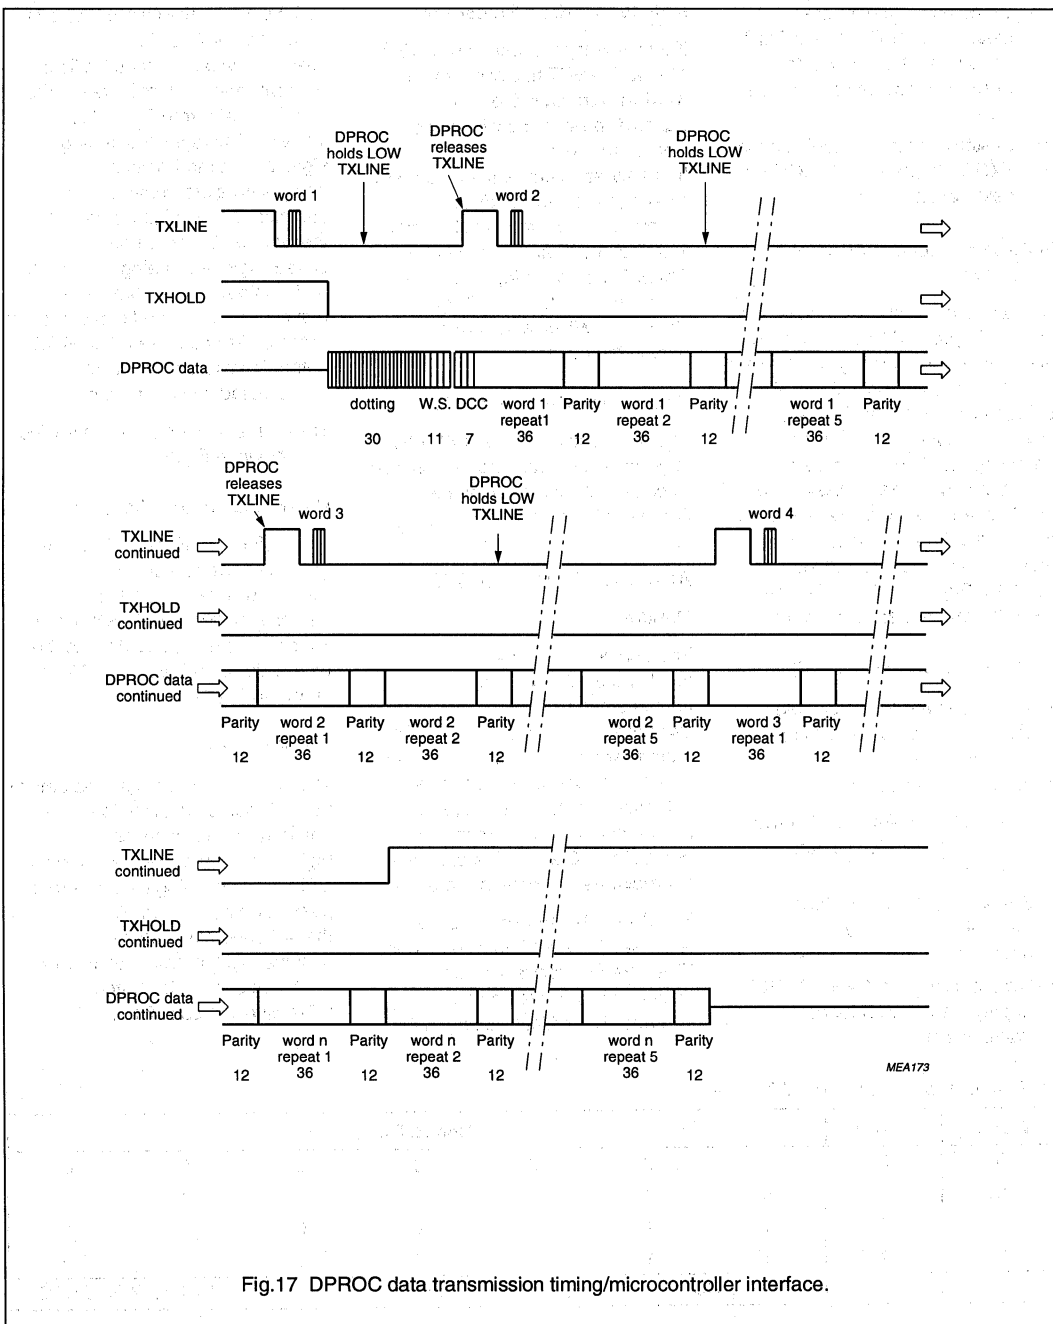 DPROC
holds LOW
TXLINE
DPROC
releases
TXLINE
DPROC
holds LOW
TXLINE
word 1
word 2
TXLINE
TXHOLD
DPROC data
dotting W.S. DCC word 1 Parity word 1 Parity word 1 Parity
repeat1 repeat 2 repeat 5
30 11 7 36 12 36 12 36 12
DPROC
releases
TXLINE
DPROC
holds LOW
TXLINE
word 3
word 4
TXLINE
continued
TXHOLD
continued
DPROC data
continued
Parity word 2 Parity word 2 Parity word 2 Parity word 3 Parity
repeat 1 repeat 2 repeat 5 repeat 1
12 36 12 36 12 36 12 36 12
TXLINE
continued
TXHOLD
continued
DPROC data
continued
Parity word n Parity word n Parity word n Parity
repeat 1 repeat 2 repeat 5
12 36 12 36 12 36 12
MEA173
Fig.17 DPROC data transmission timing/microcontroller interface.